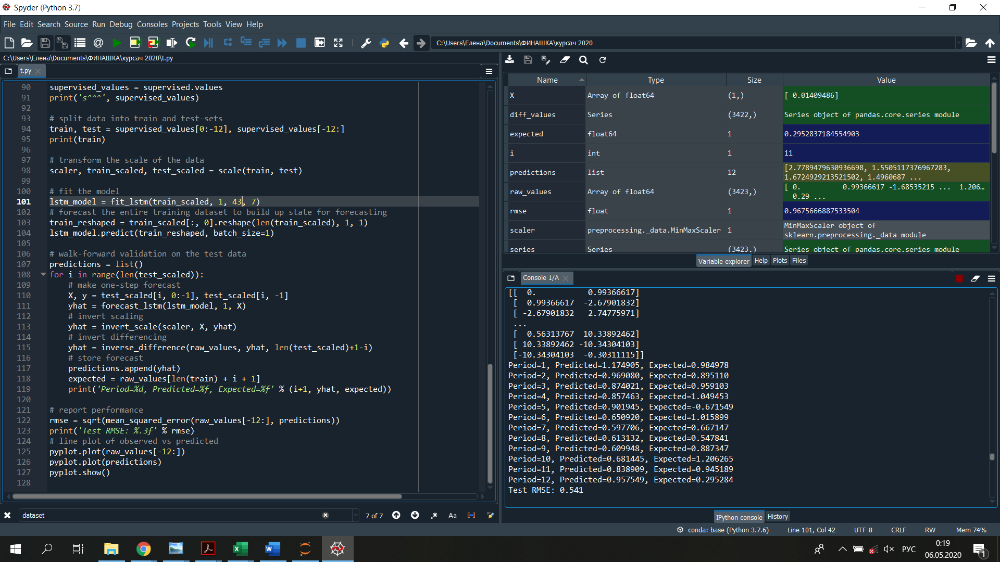 Spyder (Python 3.7)
File Edit Search Source Run Debug Consoles Projects Tools View Help
C:\Users\Елена\Documents\ФИНАШКА\курсач 2020
C:\Users\Елена\Documents\ФИНАШКА\курсач 2020\t.py
t.py
90 supervised_values = supervised.values
91 print('s^^^', supervised_values)
92
93 # split data into train and test-sets
94 train, test = supervised_values[0:-12], supervised_values[-12:]
95 print(train)
96
97 # transform the scale of the data
98 scaler, train_scaled, test_scaled = scale(train, test)
99
100 # fit the model
101 lstm_model = fit_lstm(train_scaled, 1, 43, 7)
102 # forecast the entire training dataset to build up state for forecasting
103 train_reshaped = train_scaled[:, 0].reshape(len(train_scaled), 1, 1)
104 lstm_model.predict(train_reshaped, batch_size=1)
105
106 # walk-forward validation on the test data
107 predictions = list()
108 for i in range(len(test_scaled)):
109 # make one-step forecast
110 X, y = test_scaled[i, 0:-1], test_scaled[i, -1]
111 yhat = forecast_lstm(lstm_model, 1, X)
112 # invert scaling
113 yhat = invert_scale(scaler, X, yhat)
114 # invert differencing
115 yhat = inverse_difference(raw_values, yhat, len(test_scaled)+1-i)
116 # store forecast
117 predictions.append(yhat)
118 expected = raw_values[len(train) + i + 1]
119 print('Period=%d, Predicted=%f, Expected=%f' % (i+1, yhat, expected))
120
121 # report performance
122 rmse = sqrt(mean_squared_error(raw_values[-12:], predictions))
123 print('Test RMSE: %.3f' % rmse)
124 # line plot of observed vs predicted
125 pyplot.plot(raw_values[-12:])
126 pyplot.plot(predictions)
127 pyplot.show()
128
dataset
7 of 7
Aa
Name Type Size Value
X Array of float64 (1,) [-0.01409486]
diff_values Series (3422,) Series object of pandas.core.series module
expected float64 1 0.2952837184554903
i int 1 11
predictions list 12 [2.7789479630936698, 1.5505117376967283,
1.6724929213521502, 1.4960687 ...
raw_values Array of float64 (3423,) [ 0. 0.99366617 -1.68535215 ... 1.206…
0.29 ...
rmse float 1 0.9675666887533504
scaler preprocessing._data.MinMaxScaler 1 MinMaxScaler object of
sklearn.preprocessing._data module
series Series (3423,) Series object of pandas.core.series module
Variable explorer Help Plots Files
Console 1/A
[[ 0. 0.99366617]
[ 0.99366617 -2.67901832]
[ -2.67901832 2.74775971]
...
[ 0.56313767 10.33892462]
[ 10.33892462 -10.34304103]
[-10.34304103 -0.30311115]]
Period=1, Predicted=1.174905, Expected=0.984978
Period=2, Predicted=0.969080, Expected=0.895110
Period=3, Predicted=0.874021, Expected=0.959103
Period=4, Predicted=0.857463, Expected=1.049453
Period=5, Predicted=0.901945, Expected=-0.671549
Period=6, Predicted=0.650920, Expected=1.015899
Period=7, Predicted=0.597706, Expected=0.667147
Period=8, Predicted=0.613132, Expected=0.547841
Period=9, Predicted=0.609948, Expected=0.887347
Period=10, Predicted=0.681445, Expected=1.206265
Period=11, Predicted=0.838909, Expected=0.945189
Period=12, Predicted=0.957549, Expected=0.295284
Test RMSE: 0.541
IPython console History
conda: base (Python 3.7.6) Line 101, Col 42 UTF-8 CRLF RW Mem 74%
РУС
0:19
06.05.2020
1